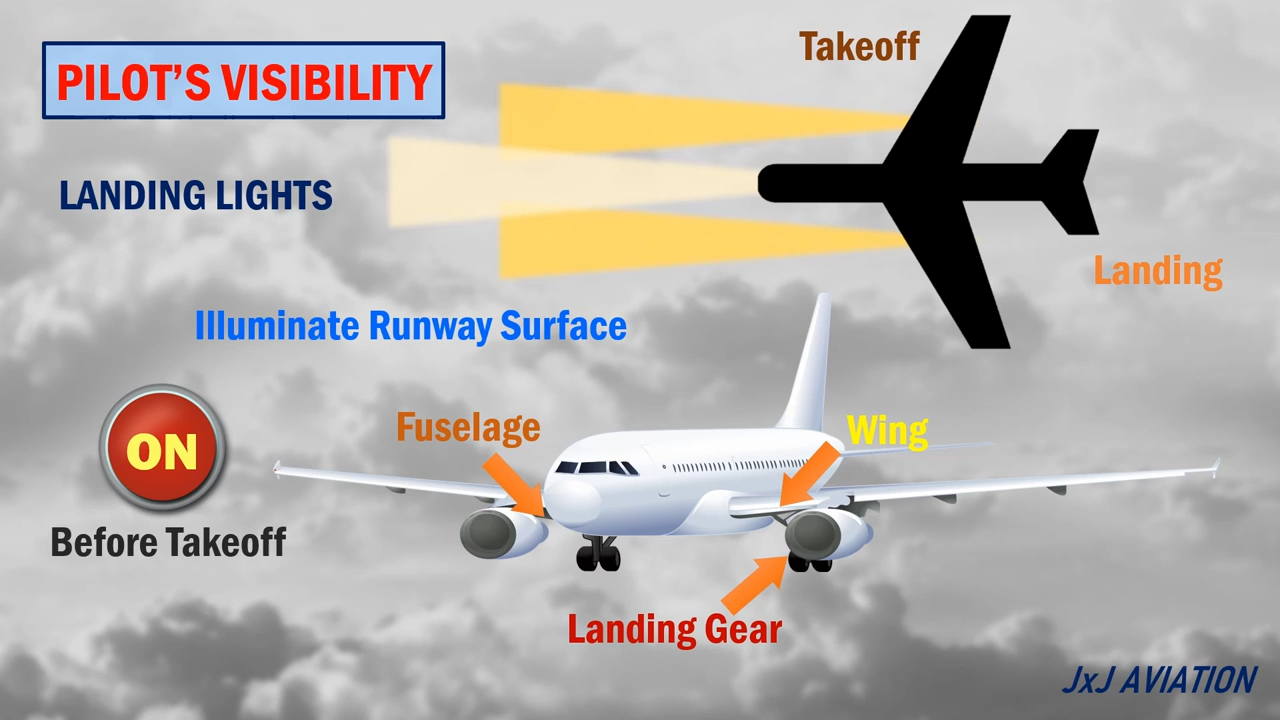 PILOT'S VISIBILITY
Takeoff
LANDING LIGHTS
Landing
Illuminate Runway Surface
Fuselage
Wing
ON
Before Takeoff
Landing Gear
JxJ AVIATION